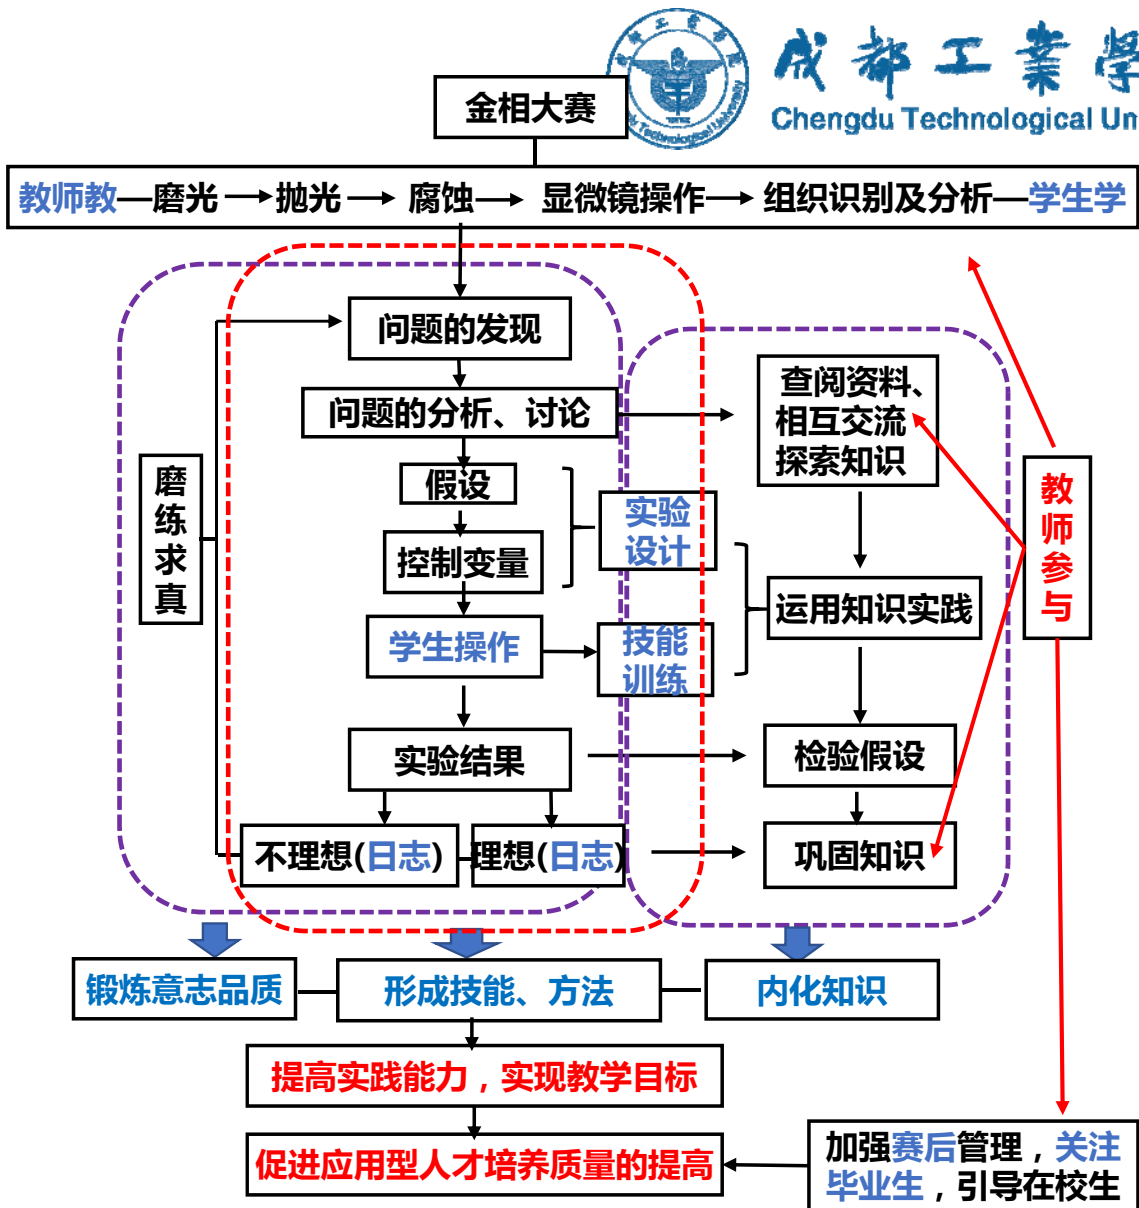 成都工業學
Chengdu Technological Un
金相大赛
教师教—磨光→抛光→腐蚀→显微镜操作→组织识别及分析—学生学
问题的发现
问题的分析、讨论
查阅资料、
相互交流
探索知识
磨
练
求
真
假设
控制变量
实验
设计
教
师
参
与
运用知识实践
学生操作
技能
训练
实验结果
检验假设
不理想(日志)
理想(日志)
巩固知识
锻炼意志品质
形成技能、方法
内化知识
提高实践能力，实现教学目标
促进应用型人才培养质量的提高
加强赛后管理，关注
毕业生，引导在校生